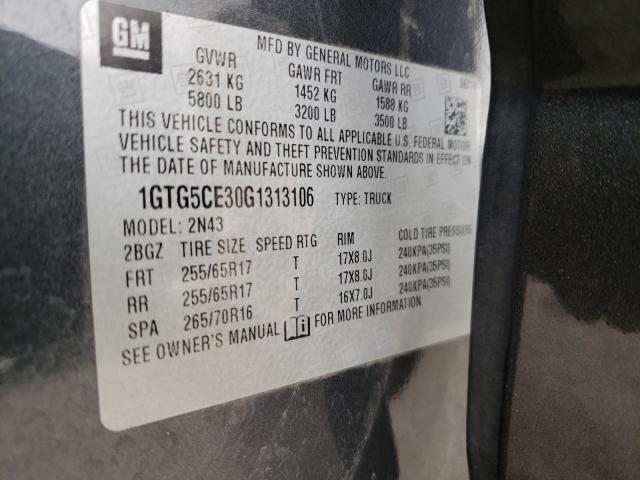 GM
MFD BY GENERAL MOTORS LLC
GVWR GAWR FRT GAWR RR
2631 KG 1452 KG 1588 KG
5800 LB 3200 LB 3500 LB
THIS VEHICLE CONFORMS TO ALL APPLICABLE U.S. FEDERAL MOTOR
VEHICLE SAFETY AND THEFT PREVENTION STANDARDS IN EFFECT ON
THE DATE OF MANUFACTURE SHOWN ABOVE.
1GTG5CE30G1313106 TYPE: TRUCK
MODEL: 2N43
2BGZ TIRE SIZE SPEED RTG RIM COLD TIRE PRESSURE
FRT 255/65R17 T 17X8.0J 240KPA(35PSI)
RR 255/65R17 T 17X8.0J 240KPA(35PSI)
SPA 265/70R16 T 16X7.0J 240KPA(35PSI)
SEE OWNER'S MANUAL FOR MORE INFORMATION